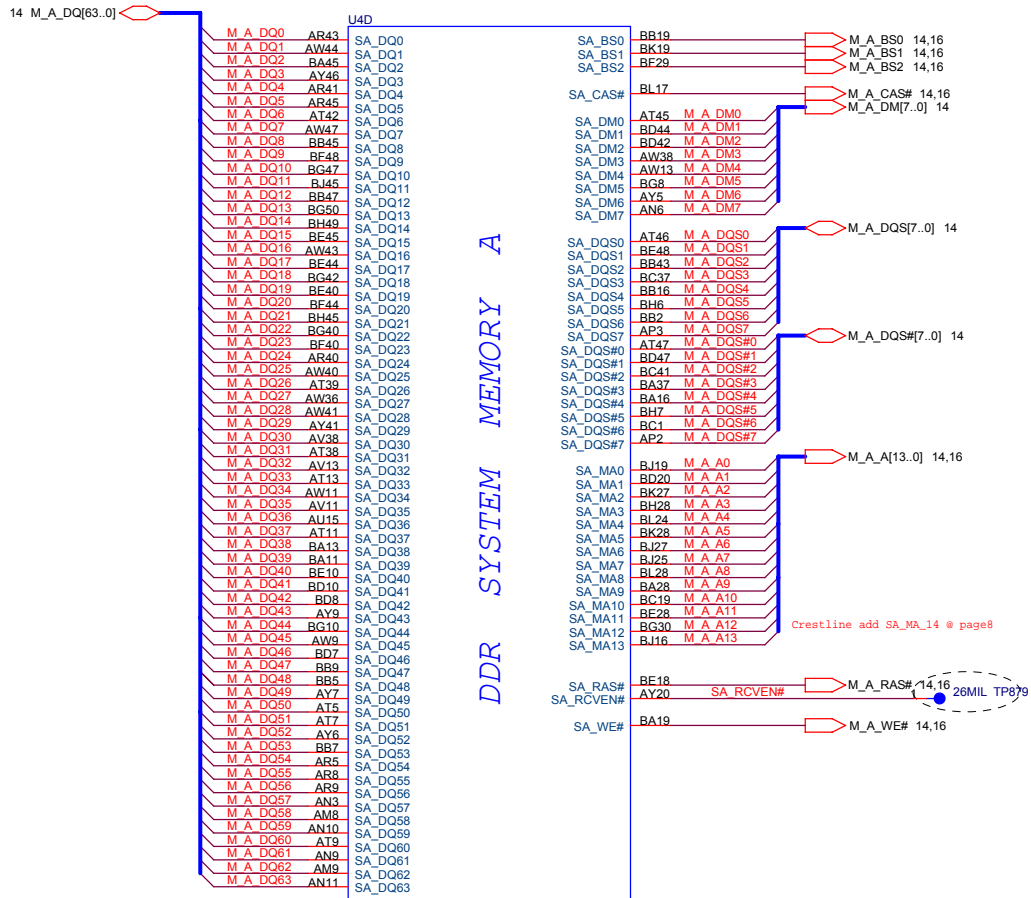 14 M_A_DQ[63..0]
U4D
M_A_DQ0 AR43 SA_DQ0
M_A_DQ1 AW44 SA_DQ1
M_A_DQ2 BA45 SA_DQ2
M_A_DQ3 AY46 SA_DQ3
M_A_DQ4 AR41 SA_DQ4
M_A_DQ5 AR45 SA_DQ5
M_A_DQ6 AT42 SA_DQ6
M_A_DQ7 AW47 SA_DQ7
M_A_DQ8 BB45 SA_DQ8
M_A_DQ9 BF48 SA_DQ9
M_A_DQ10 BG47 SA_DQ10
M_A_DQ11 BJ45 SA_DQ11
M_A_DQ12 BB47 SA_DQ12
M_A_DQ13 BG50 SA_DQ13
M_A_DQ14 BH49 SA_DQ14
M_A_DQ15 BE45 SA_DQ15
M_A_DQ16 AW43 SA_DQ16
M_A_DQ17 BE44 SA_DQ17
M_A_DQ18 BG42 SA_DQ18
M_A_DQ19 BE40 SA_DQ19
M_A_DQ20 BF44 SA_DQ20
M_A_DQ21 BH45 SA_DQ21
M_A_DQ22 BG40 SA_DQ22
M_A_DQ23 BF40 SA_DQ23
M_A_DQ24 AR40 SA_DQ24
M_A_DQ25 AW40 SA_DQ25
M_A_DQ26 AT39 SA_DQ26
M_A_DQ27 AW36 SA_DQ27
M_A_DQ28 AW41 SA_DQ28
M_A_DQ29 AY41 SA_DQ29
M_A_DQ30 AV38 SA_DQ30
M_A_DQ31 AT38 SA_DQ31
M_A_DQ32 AV13 SA_DQ32
M_A_DQ33 AT13 SA_DQ33
M_A_DQ34 AW11 SA_DQ34
M_A_DQ35 AV11 SA_DQ35
M_A_DQ36 AU15 SA_DQ36
M_A_DQ37 AT11 SA_DQ37
M_A_DQ38 BA13 SA_DQ38
M_A_DQ39 BA11 SA_DQ39
M_A_DQ40 BE10 SA_DQ40
M_A_DQ41 BD10 SA_DQ41
M_A_DQ42 BD8 SA_DQ42
M_A_DQ43 AY9 SA_DQ43
M_A_DQ44 BG10 SA_DQ44
M_A_DQ45 AW9 SA_DQ45
M_A_DQ46 BD7 SA_DQ46
M_A_DQ47 BB9 SA_DQ47
M_A_DQ48 BB5 SA_DQ48
M_A_DQ49 AY7 SA_DQ49
M_A_DQ50 AT5 SA_DQ50
M_A_DQ51 AT7 SA_DQ51
M_A_DQ52 AY6 SA_DQ52
M_A_DQ53 BB7 SA_DQ53
M_A_DQ54 AR5 SA_DQ54
M_A_DQ55 AR8 SA_DQ55
M_A_DQ56 AR9 SA_DQ56
M_A_DQ57 AN3 SA_DQ57
M_A_DQ58 AM8 SA_DQ58
M_A_DQ59 AN10 SA_DQ59
M_A_DQ60 AT9 SA_DQ60
M_A_DQ61 AN9 SA_DQ61
M_A_DQ62 AM9 SA_DQ62
M_A_DQ63 AN11 SA_DQ63
DDR SYSTEM MEMORY A
SA_BS0 BB19 M_A_BS0 14,16
SA_BS1 BK19 M_A_BS1 14,16
SA_BS2 BF29 M_A_BS2 14,16
SA_CAS# BL17 M_A_CAS# 14,16
M_A_DM[7..0] 14
SA_DM0 AT45 M_A_DM0
SA_DM1 BD44 M_A_DM1
SA_DM2 BD42 M_A_DM2
SA_DM3 AW38 M_A_DM3
SA_DM4 AW13 M_A_DM4
SA_DM5 BG8 M_A_DM5
SA_DM6 AY5 M_A_DM6
SA_DM7 AN6 M_A_DM7
M_A_DQS[7..0] 14
SA_DQS0 AT46 M_A_DQS0
SA_DQS1 BE48 M_A_DQS1
SA_DQS2 BB43 M_A_DQS2
SA_DQS3 BC37 M_A_DQS3
SA_DQS4 BB16 M_A_DQS4
SA_DQS5 BH6 M_A_DQS5
SA_DQS6 BB2 M_A_DQS6
SA_DQS7 AP3 M_A_DQS7
M_A_DQS#[7..0] 14
SA_DQS#0 AT47 M_A_DQS#0
SA_DQS#1 BD47 M_A_DQS#1
SA_DQS#2 BC41 M_A_DQS#2
SA_DQS#3 BA37 M_A_DQS#3
SA_DQS#4 BA16 M_A_DQS#4
SA_DQS#5 BH7 M_A_DQS#5
SA_DQS#6 BC1 M_A_DQS#6
SA_DQS#7 AP2 M_A_DQS#7
M_A_A[13..0] 14,16
SA_MA0 BJ19 M_A_A0
SA_MA1 BD20 M_A_A1
SA_MA2 BK27 M_A_A2
SA_MA3 BH28 M_A_A3
SA_MA4 BL24 M_A_A4
SA_MA5 BK28 M_A_A5
SA_MA6 BJ27 M_A_A6
SA_MA7 BJ25 M_A_A7
SA_MA8 BL28 M_A_A8
SA_MA9 BA28 M_A_A9
SA_MA10 BC19 M_A_A10
SA_MA11 BE28 M_A_A11
SA_MA12 BG30 M_A_A12
SA_MA13 BJ16 M_A_A13
Crestline add SA_MA_14 @ page8
SA_RAS# BE18 M_A_RAS# 14,16
SA_RCVEN# AY20 SA_RCVEN# 1 26MIL TP879
SA_WE# BA19 M_A_WE# 14,16